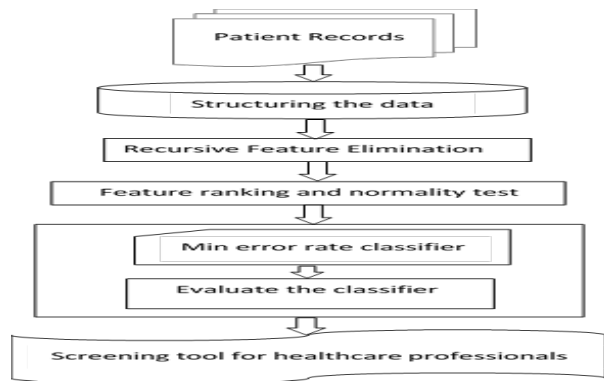 Patient Records
Structuring the data
Recursive Feature Elimination
Feature ranking and normality test
Min error rate classifier
Evaluate the classifier
Screening tool for healthcare professionals